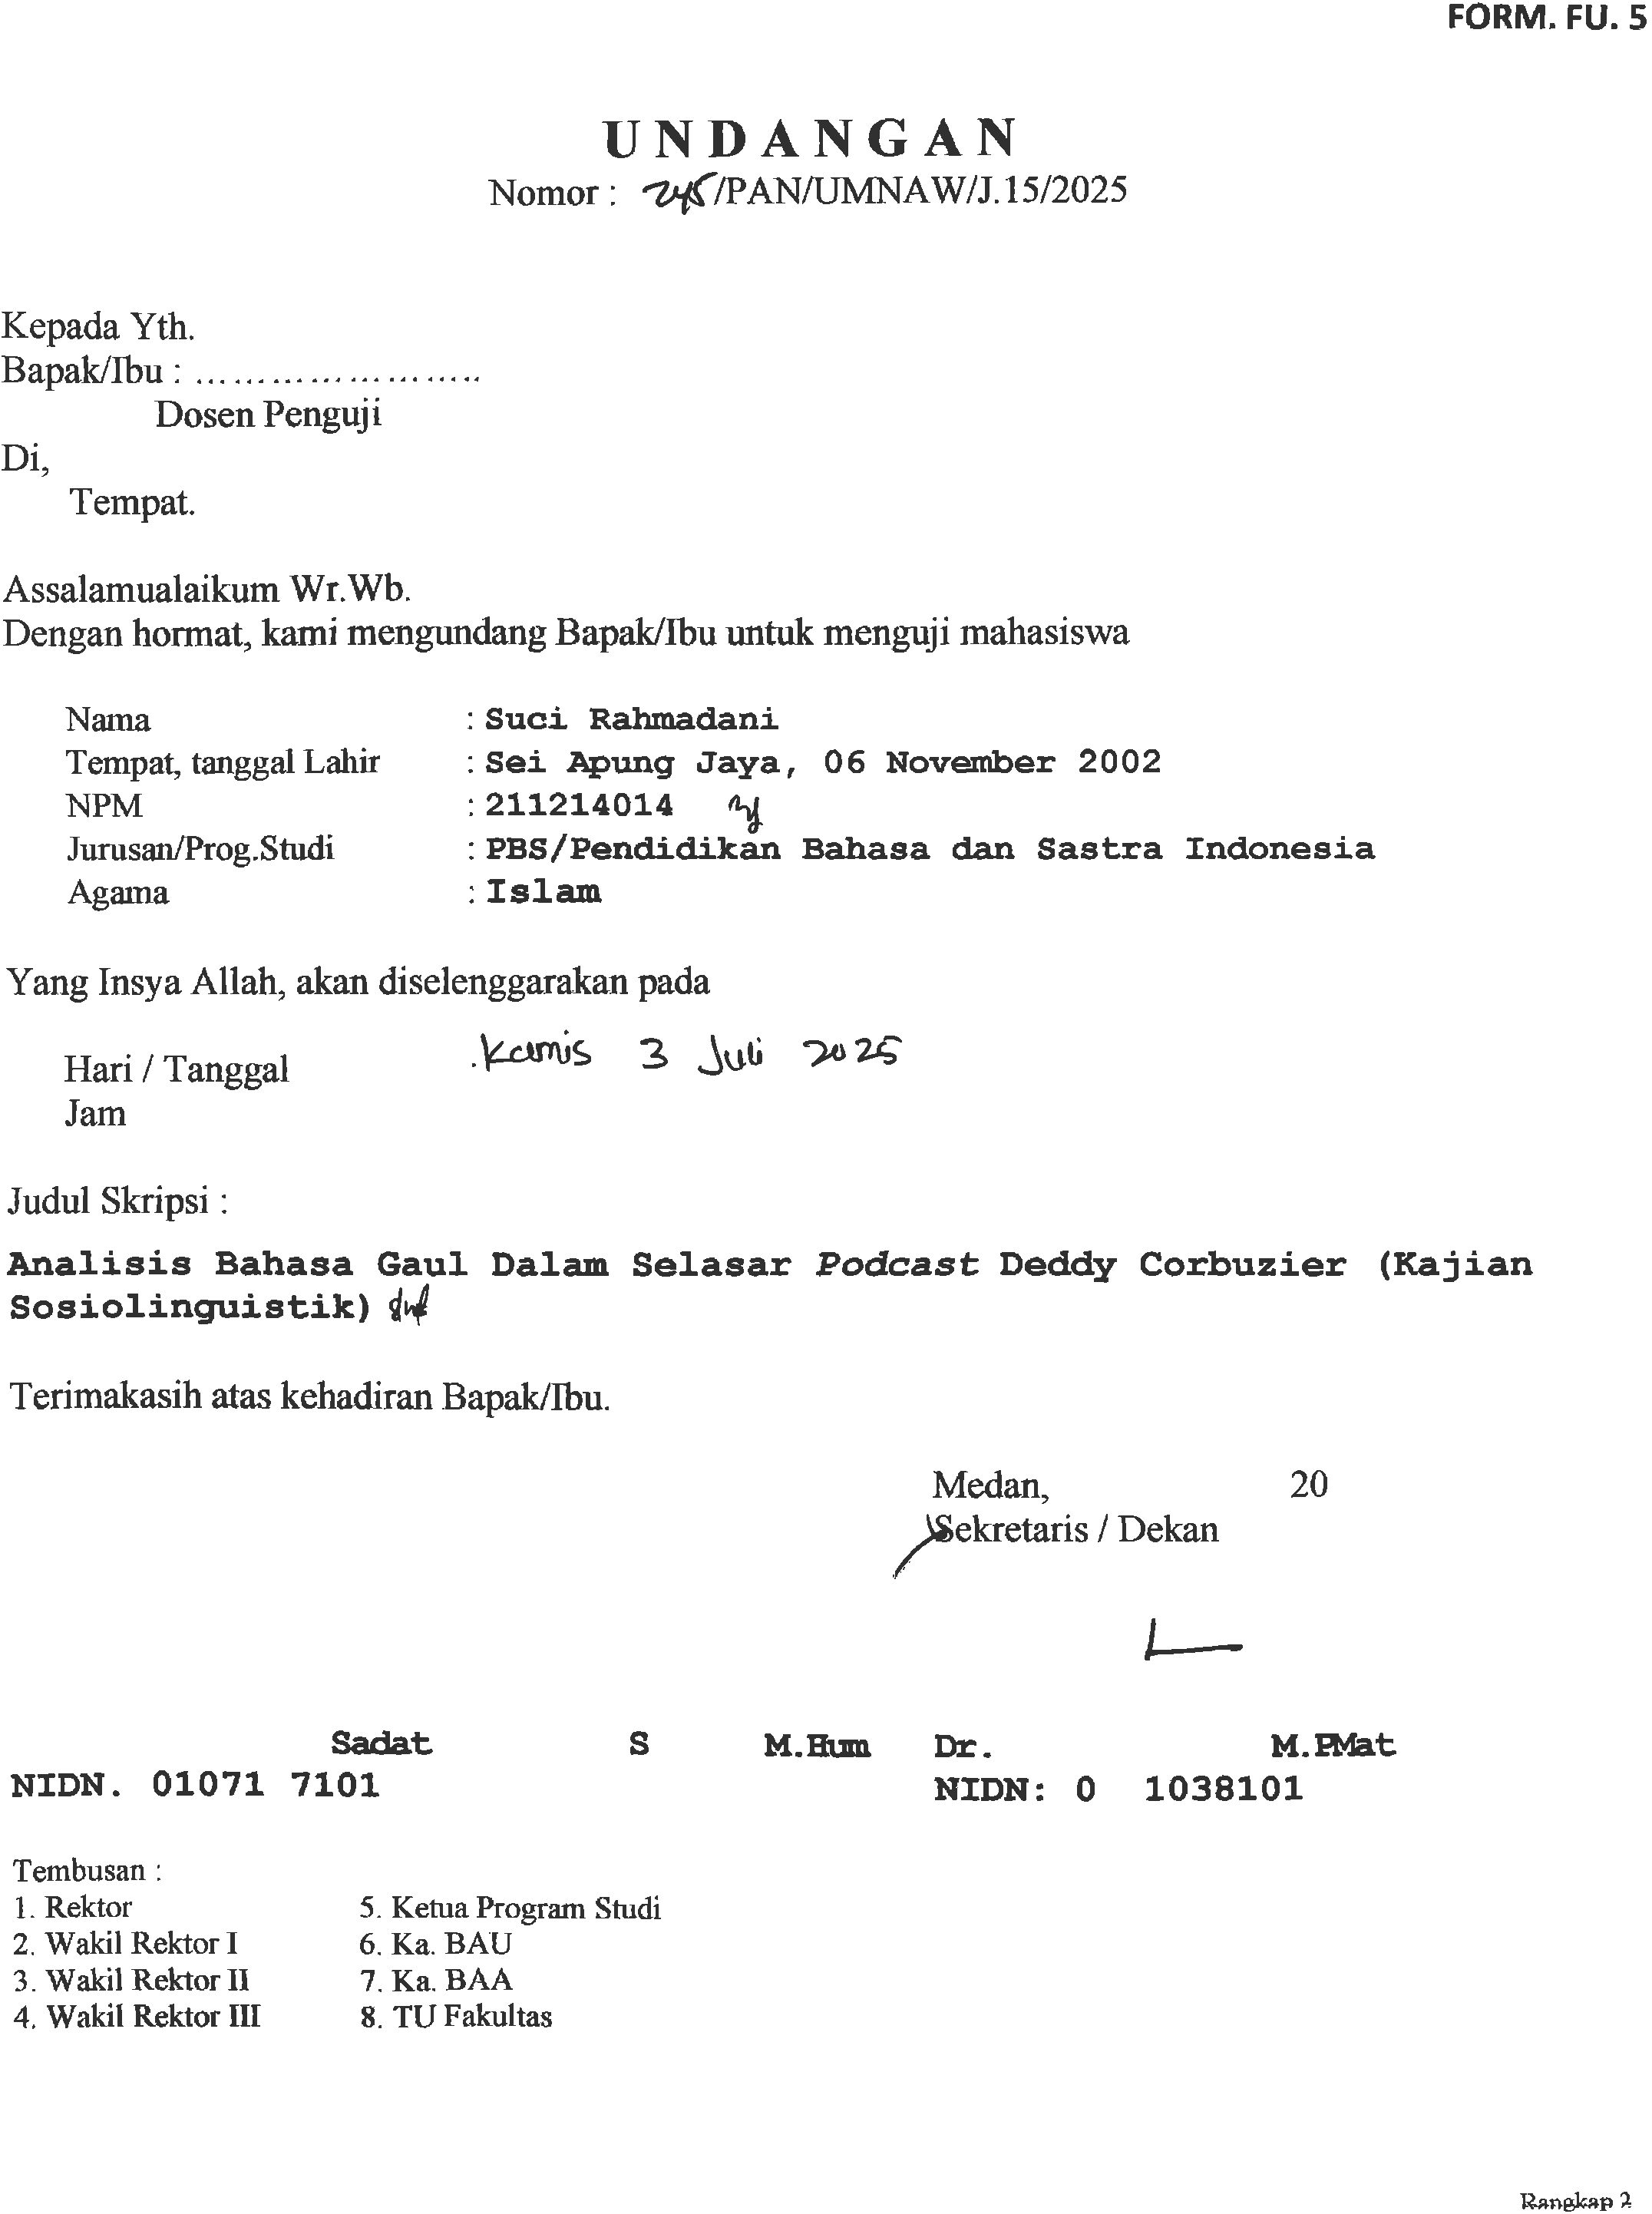 FORM. FU. 5
UNDANGAN
Nomor : 245/PAN/UMNAW/J.15/2025
Kepada Yth.
Bapak/Ibu : ......................
Dosen Penguji
Di,
Tempat.
Assalamualaikum Wr.Wb.
Dengan hormat, kami mengundang Bapak/Ibu untuk menguji mahasiswa
Nama : Suci Rahmadani
Tempat, tanggal Lahir : Sei Apung Jaya, 06 November 2002
NPM : 211214014
Jurusan/Prog.Studi : PBS/Pendidikan Bahasa dan Sastra Indonesia
Agama : Islam
Yang Insya Allah, akan diselenggarakan pada
Hari / Tanggal Kamis 3 Juli 2025
Jam
Judul Skripsi :
Analisis Bahasa Gaul Dalam Selasar Podcast Deddy Corbuzier (Kajian
Sosiolinguistik)
Terimakasih atas kehadiran Bapak/Ibu.
Medan, 20
Sekretaris / Dekan
Sadat S M.Hum Dr. M.PMat
NIDN. 01071 7101 NIDN: 0 1038101
Tembusan :
1. Rektor 5. Ketua Program Studi
2. Wakil Rektor I 6. Ka. BAU
3. Wakil Rektor II 7. Ka. BAA
4. Wakil Rektor III 8. TU Fakultas
Rangkap 2